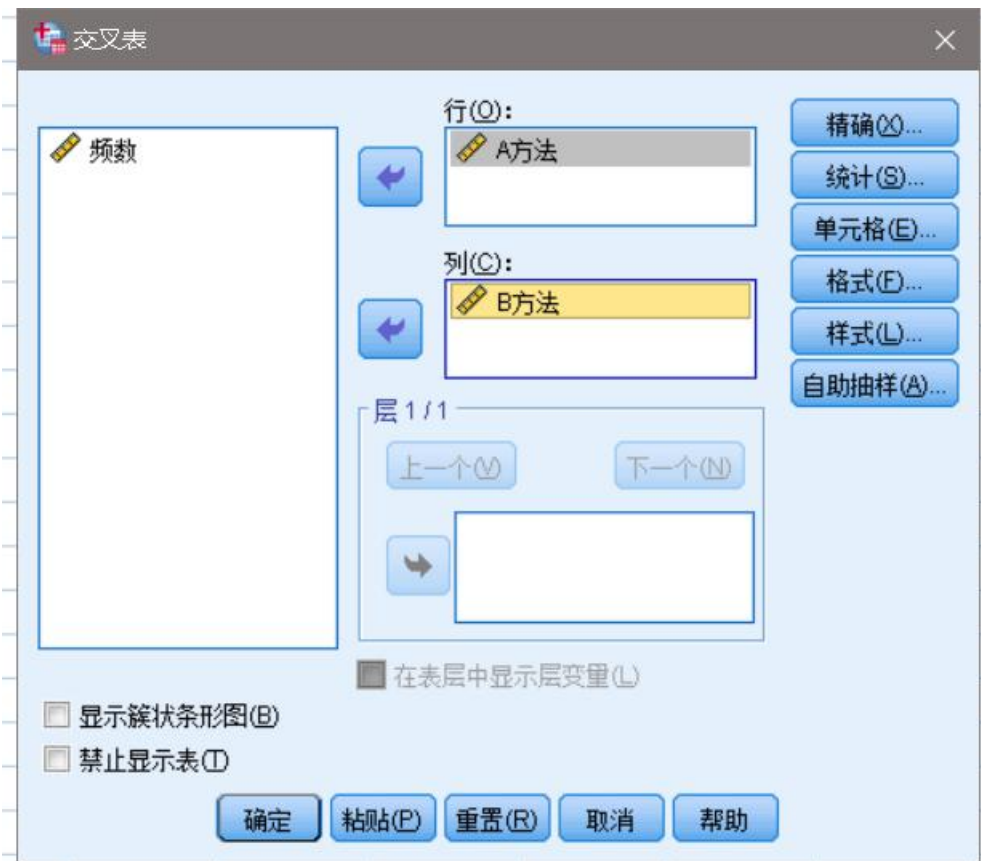 交叉表
频数
行(O):
A方法
列(C):
B方法
层 1 / 1
上一个(V)
下一个(N)
在表层中显示层变量(L)
精确(X)...
统计(S)...
单元格(E)...
格式(F)...
样式(L)...
自助抽样(A)...
显示簇状条形图(B)
禁止显示表(T)
确定
粘贴(P)
重置(R)
取消
帮助